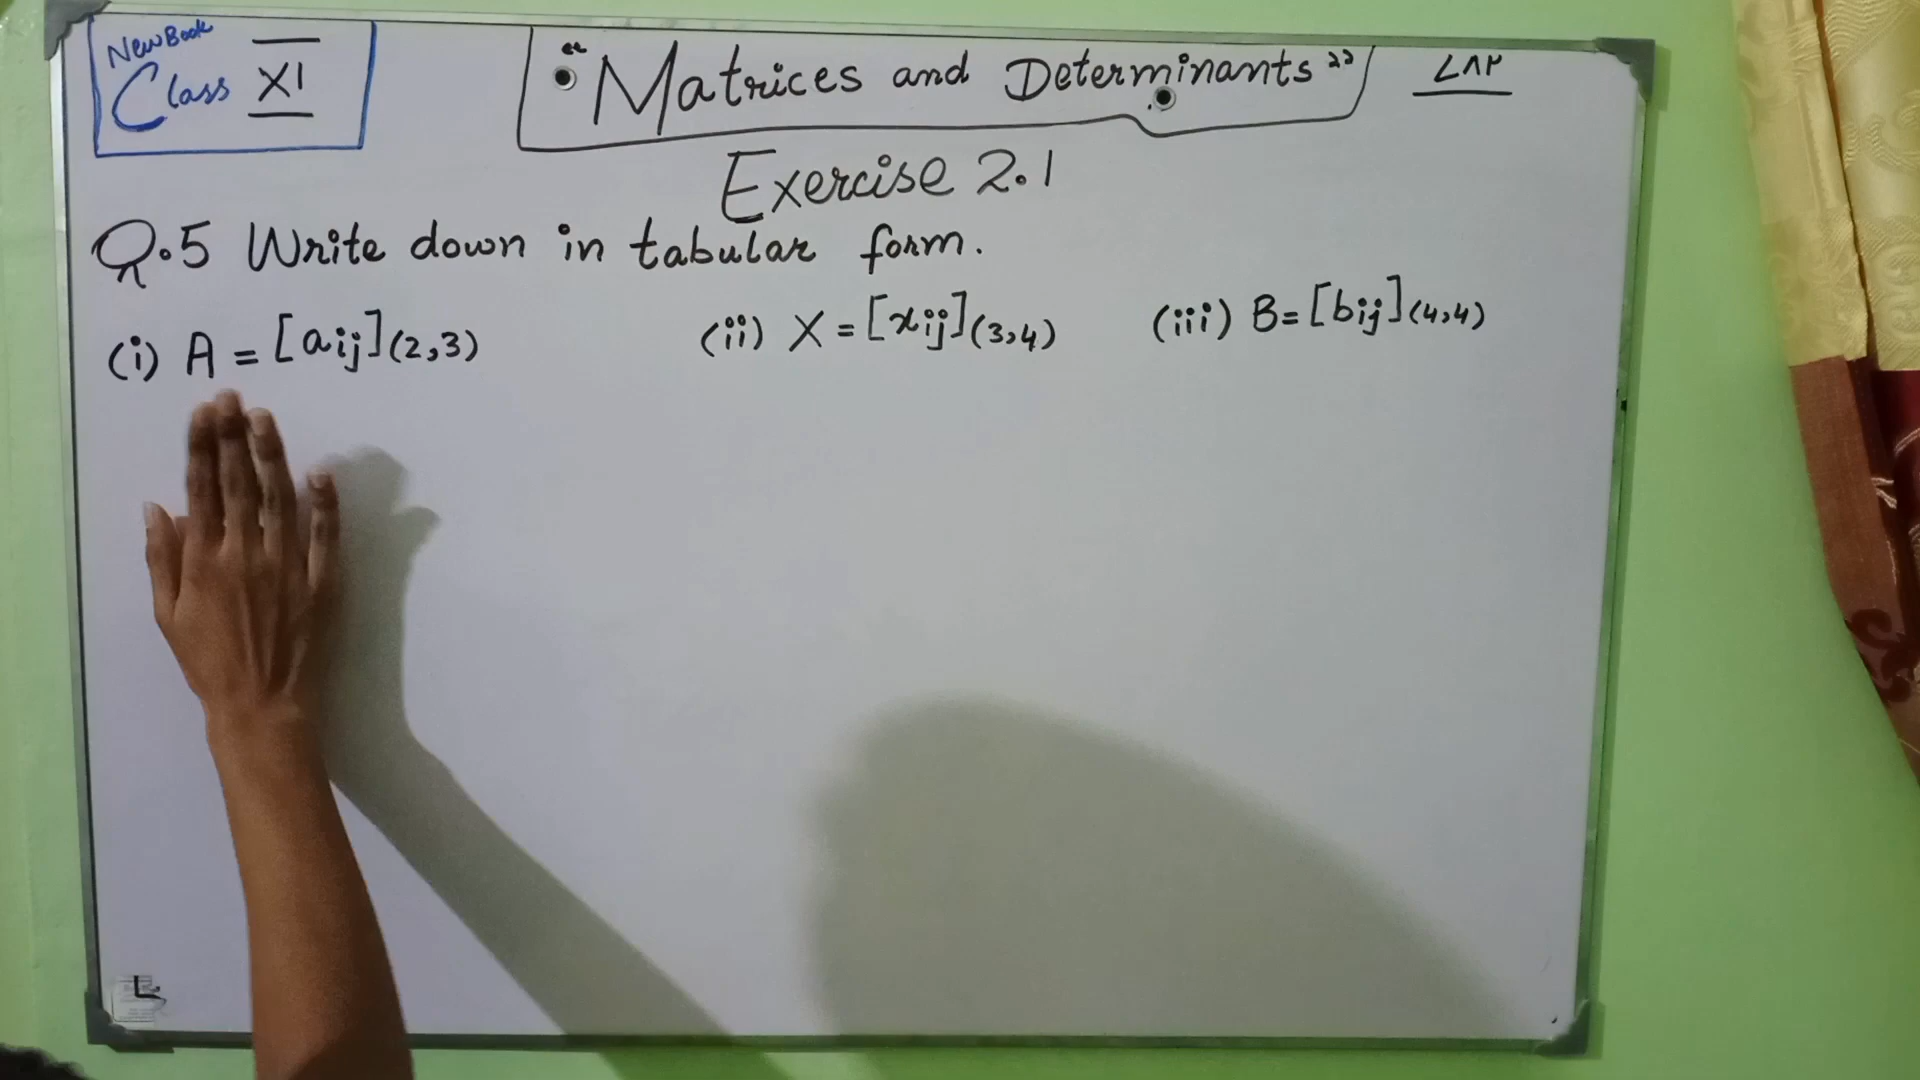 New Book
Class XI
"Matrices and Determinants"
۷۸۶
Exercise 2.1
Q.5 Write down in tabular form.
(i) A = [aij](2,3) (ii) X = [xij](3,4) (iii) B = [bij](4,4)